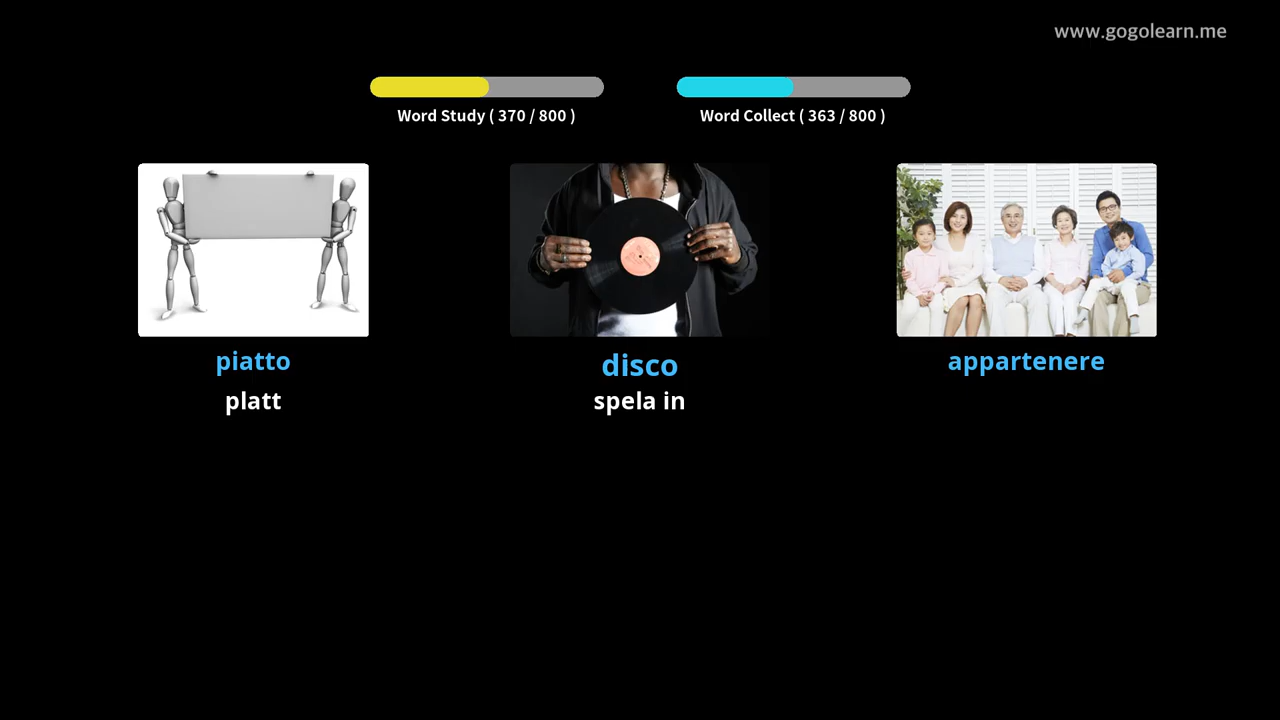 www.gogolearn.me
Word Study ( 370 / 800 )
Word Collect ( 363 / 800 )
piatto
disco
appartenere
platt
spela in